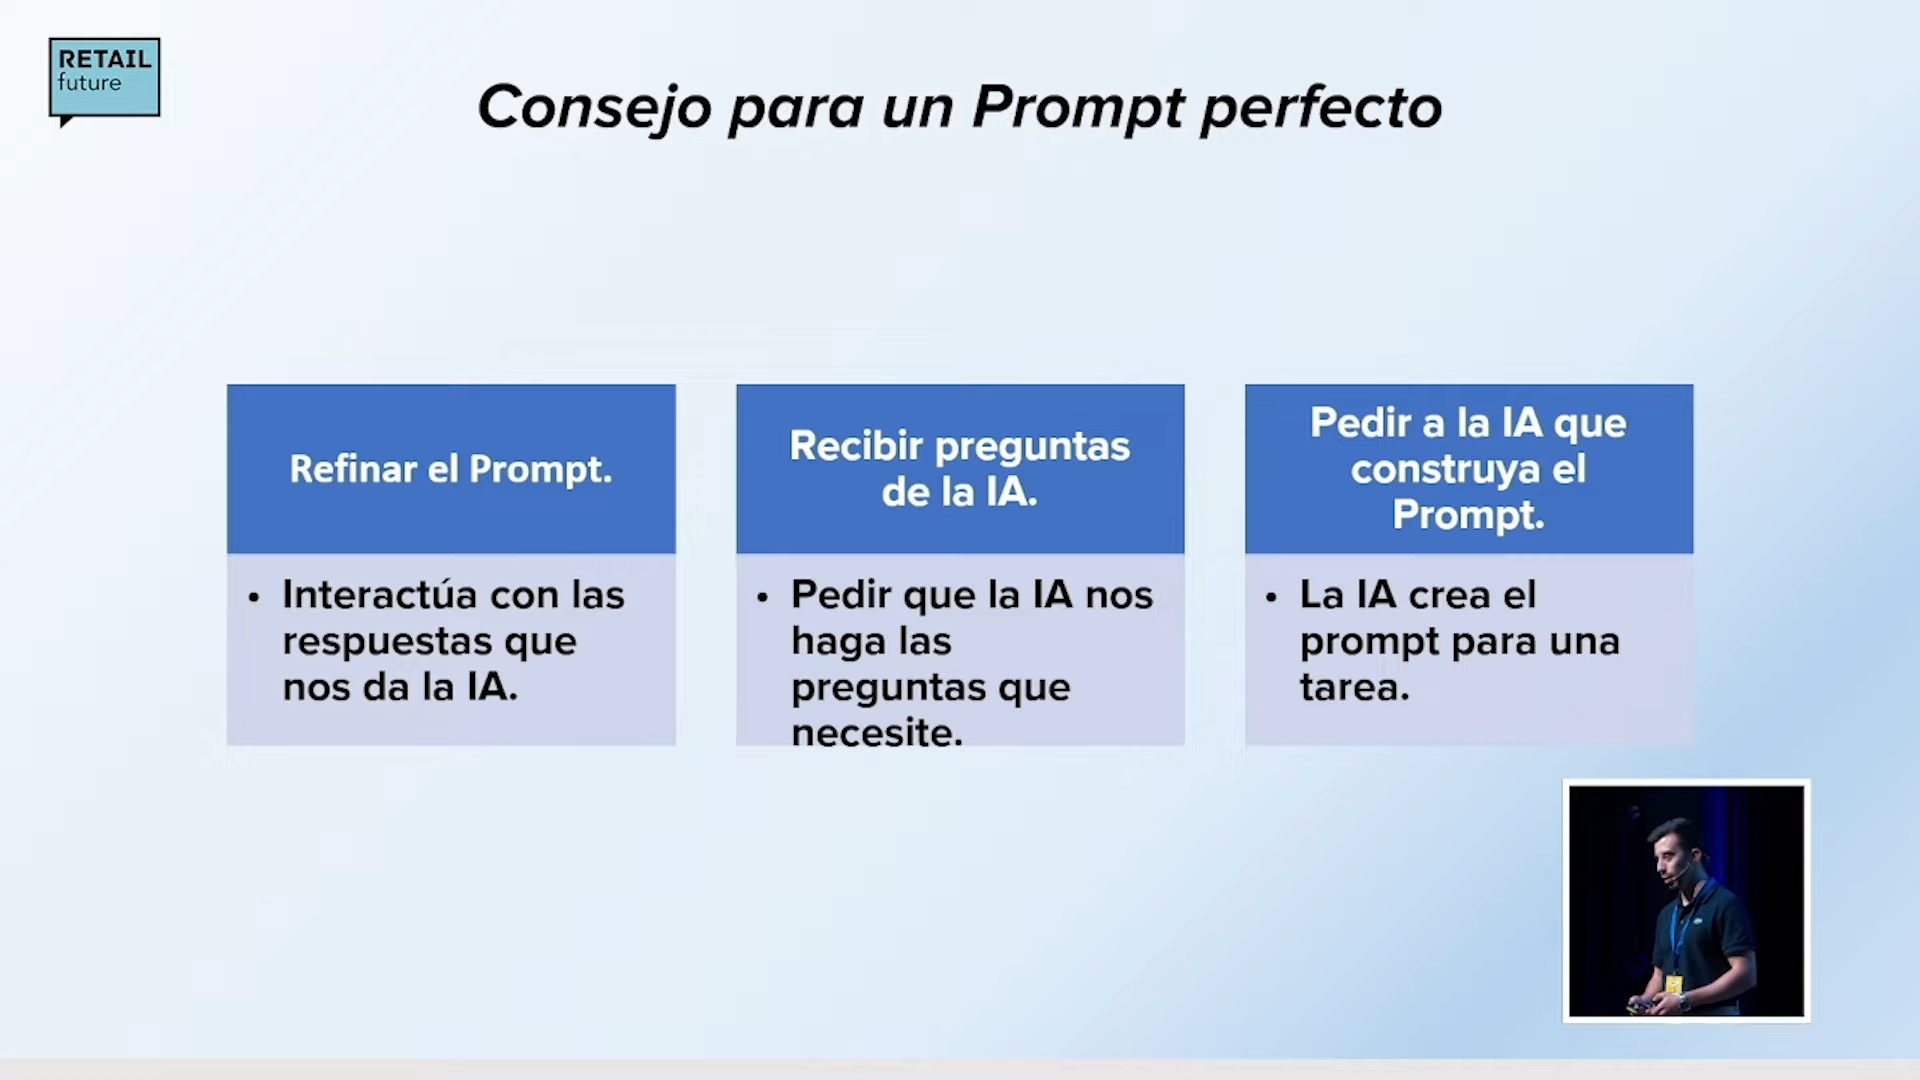 RETAIL
future
Consejo para un Prompt perfecto
Refinar el Prompt.
• Interactúa con las
respuestas que
nos da la IA.
Recibir preguntas
de la IA.
• Pedir que la IA nos
haga las
preguntas que
necesite.
Pedir a la IA que
construya el
Prompt.
• La IA crea el
prompt para una
tarea.